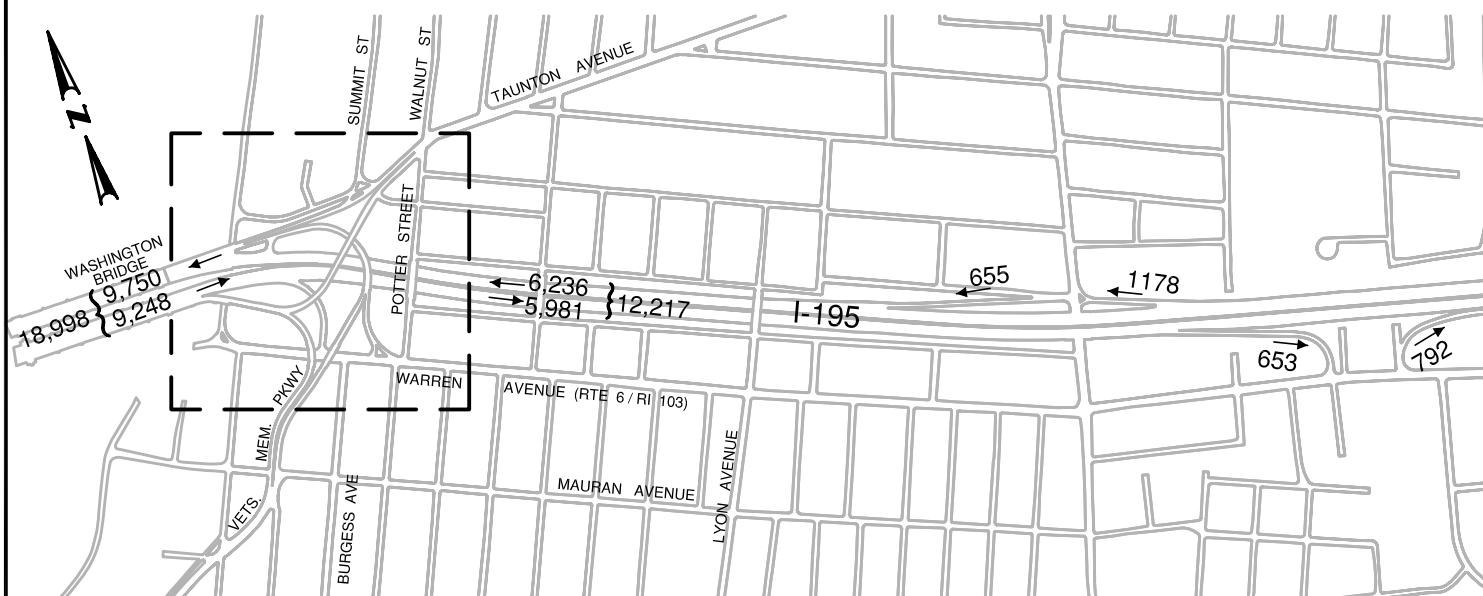 N
SUMMIT ST
WALNUT ST
TAUNTON AVENUE
WASHINGTON
BRIDGE
POTTER STREET
18,998 { 9,750
9,248
6,236
5,981 } 12,217
I-195
655
1178
653
792
WARREN
AVENUE (RTE 6 / RI 103)
MEM. PKWY
VETS.
BURGESS AVE
MAURAN AVENUE
LYON AVENUE